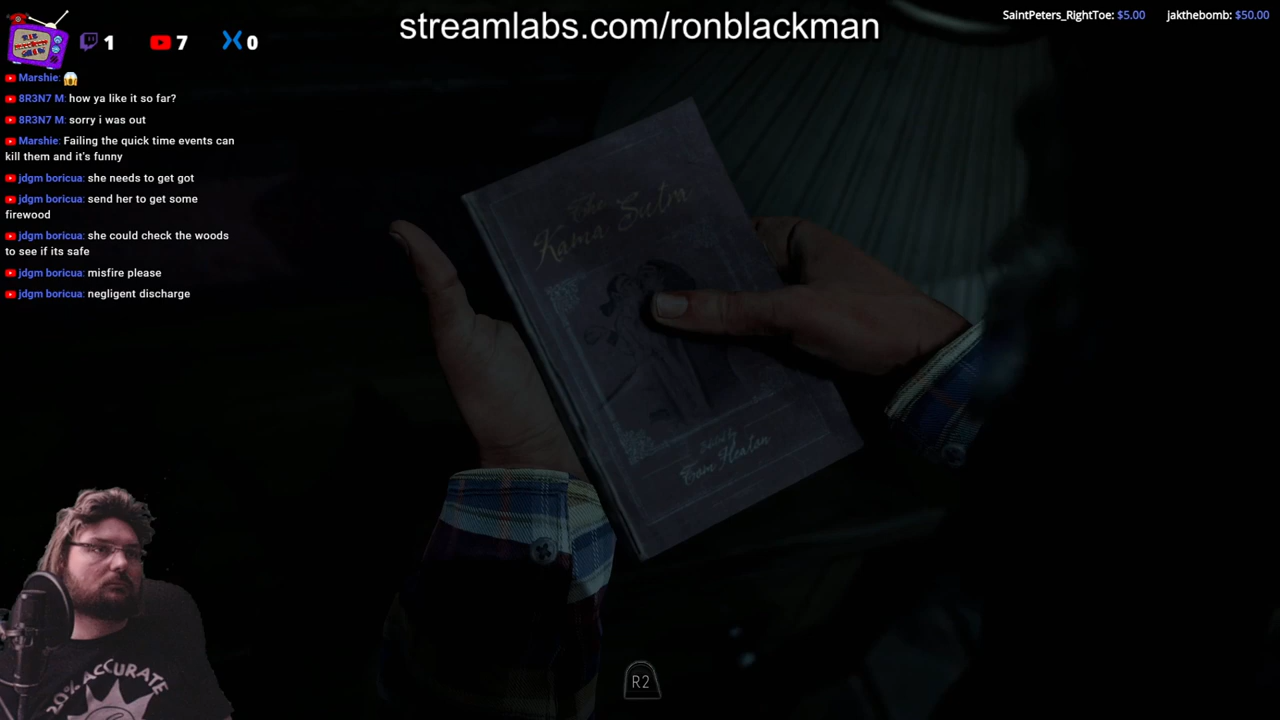 streamlabs.com/ronblackman
SaintPeters_RightToe: $5.00 jakthebomb: $50.00
1 7 0
Marshie: 😱
8R3N7 M: how ya like it so far?
8R3N7 M: sorry i was out
Marshie: Failing the quick time events can
kill them and it's funny
jdgm boricua: she needs to get got
jdgm boricua: send her to get some
firewood
jdgm boricua: she could check the woods
to see if its safe
jdgm boricua: misfire please
jdgm boricua: negligent discharge
The
Kama Sutra
Edited by
Tom Heaton
ACCURATE
R2